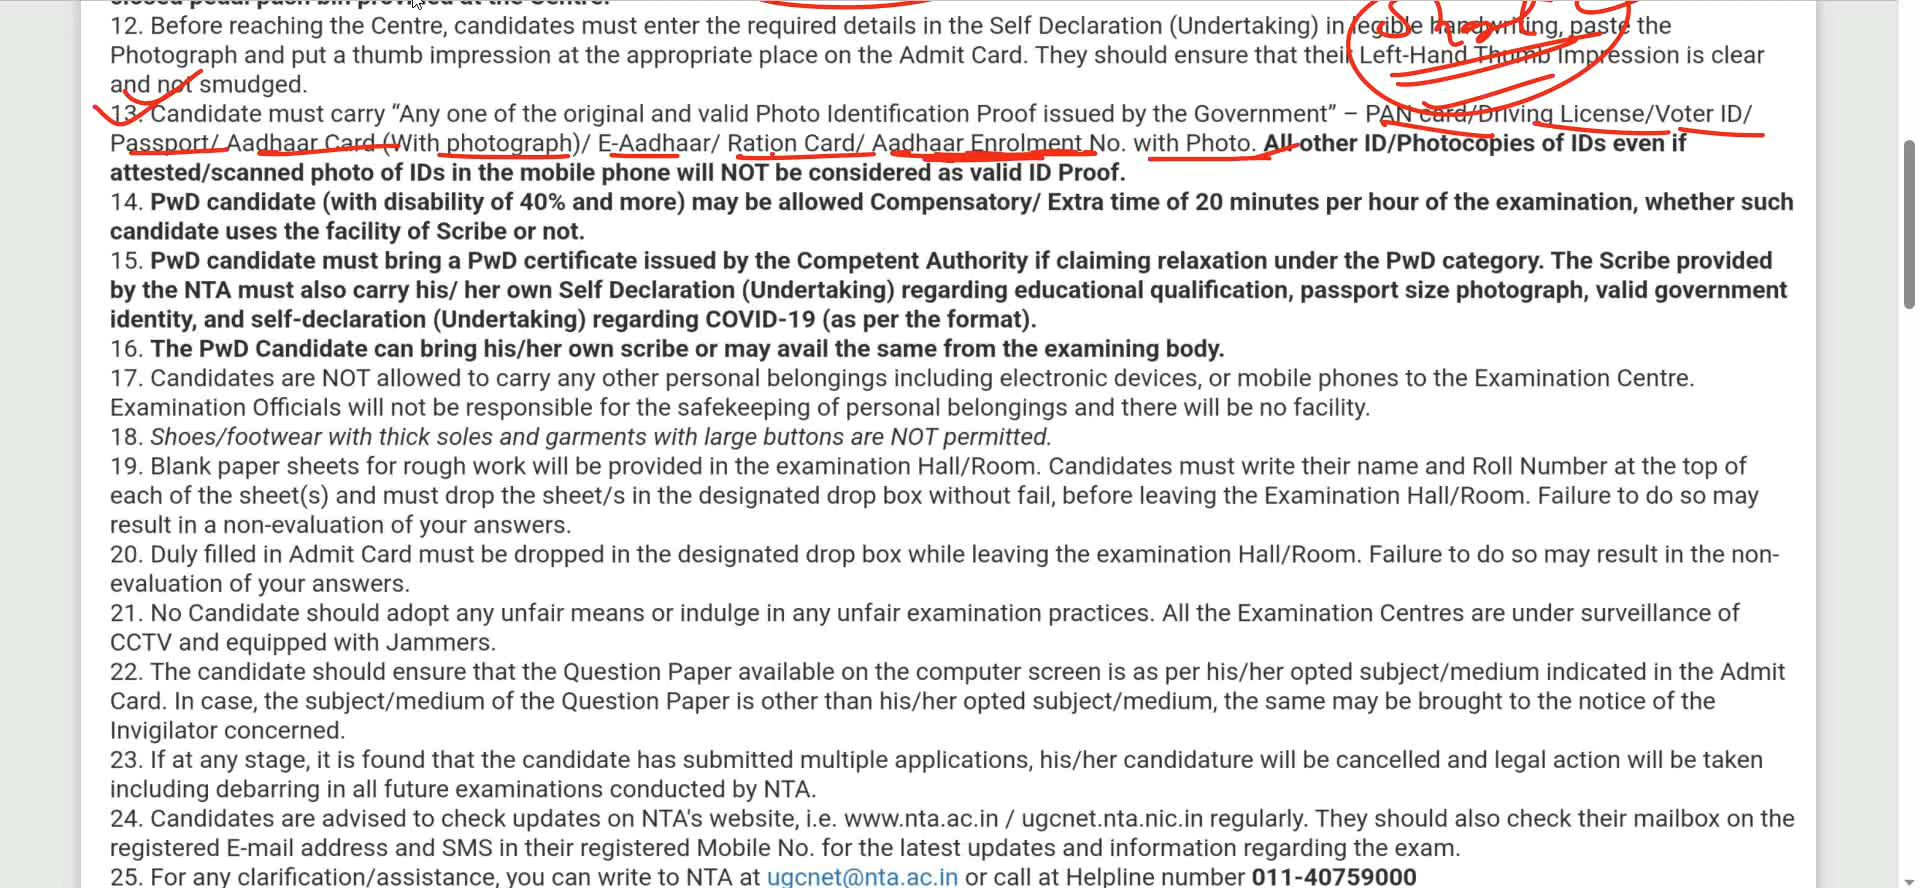 closed pedal push bin provided at the Centre.
12. Before reaching the Centre, candidates must enter the required details in the Self Declaration (Undertaking) in legible handwriting, paste the
Photograph and put a thumb impression at the appropriate place on the Admit Card. They should ensure that their Left-Hand Thumb Impression is clear
and not smudged.
13. Candidate must carry “Any one of the original and valid Photo Identification Proof issued by the Government” – PAN card/Driving License/Voter ID/
Passport/ Aadhaar Card (With photograph)/ E-Aadhaar/ Ration Card/ Aadhaar Enrolment No. with Photo. All other ID/Photocopies of IDs even if
attested/scanned photo of IDs in the mobile phone will NOT be considered as valid ID Proof.
14. PwD candidate (with disability of 40% and more) may be allowed Compensatory/ Extra time of 20 minutes per hour of the examination, whether such
candidate uses the facility of Scribe or not.
15. PwD candidate must bring a PwD certificate issued by the Competent Authority if claiming relaxation under the PwD category. The Scribe provided
by the NTA must also carry his/ her own Self Declaration (Undertaking) regarding educational qualification, passport size photograph, valid government
identity, and self-declaration (Undertaking) regarding COVID-19 (as per the format).
16. The PwD Candidate can bring his/her own scribe or may avail the same from the examining body.
17. Candidates are NOT allowed to carry any other personal belongings including electronic devices, or mobile phones to the Examination Centre.
Examination Officials will not be responsible for the safekeeping of personal belongings and there will be no facility.
18. Shoes/footwear with thick soles and garments with large buttons are NOT permitted.
19. Blank paper sheets for rough work will be provided in the examination Hall/Room. Candidates must write their name and Roll Number at the top of
each of the sheet(s) and must drop the sheet/s in the designated drop box without fail, before leaving the Examination Hall/Room. Failure to do so may
result in a non-evaluation of your answers.
20. Duly filled in Admit Card must be dropped in the designated drop box while leaving the examination Hall/Room. Failure to do so may result in the non-
evaluation of your answers.
21. No Candidate should adopt any unfair means or indulge in any unfair examination practices. All the Examination Centres are under surveillance of
CCTV and equipped with Jammers.
22. The candidate should ensure that the Question Paper available on the computer screen is as per his/her opted subject/medium indicated in the Admit
Card. In case, the subject/medium of the Question Paper is other than his/her opted subject/medium, the same may be brought to the notice of the
Invigilator concerned.
23. If at any stage, it is found that the candidate has submitted multiple applications, his/her candidature will be cancelled and legal action will be taken
including debarring in all future examinations conducted by NTA.
24. Candidates are advised to check updates on NTA's website, i.e. www.nta.ac.in / ugcnet.nta.nic.in regularly. They should also check their mailbox on the
registered E-mail address and SMS in their registered Mobile No. for the latest updates and information regarding the exam.
25. For any clarification/assistance, you can write to NTA at ugcnet@nta.ac.in or call at Helpline number 011-40759000